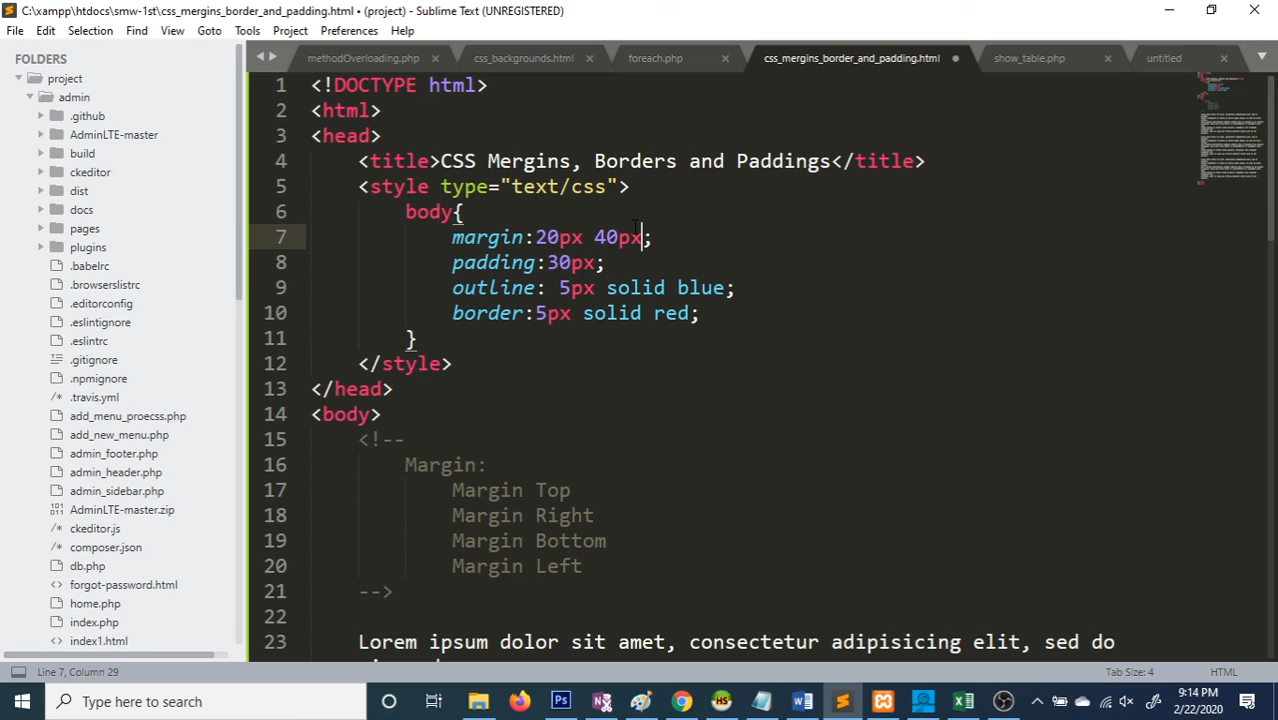 C:\xampp\htdocs\smw-1st\css_mergins_border_and_padding.html • (project) - Sublime Text (UNREGISTERED)
File Edit Selection Find View Goto Tools Project Preferences Help
FOLDERS
project
admin
.github
AdminLTE-master
build
ckeditor
dist
docs
pages
plugins
.babelrc
.browserslistrc
.editorconfig
.eslintignore
.eslintrc
.gitignore
.npmignore
.travis.yml
add_menu_proecss.php
add_new_menu.php
admin_footer.php
admin_header.php
admin_sidebar.php
AdminLTE-master.zip
ckeditor.js
composer.json
db.php
forgot-password.html
home.php
index.php
index1.html
methodOverloading.php css_backgrounds.html foreach.php css_mergins_border_and_padding.html show_table.php untitled
1 <!DOCTYPE html>
2 <html>
3 <head>
4 <title>CSS Mergins, Borders and Paddings</title>
5 <style type="text/css">
6 body{
7 margin:20px 40px;
8 padding:30px;
9 outline: 5px solid blue;
10 border:5px solid red;
11 }
12 </style>
13 </head>
14 <body>
15 <!--
16 Margin:
17 Margin Top
18 Margin Right
19 Margin Bottom
20 Margin Left
21 -->
22
23 Lorem ipsum dolor sit amet, consectetur adipisicing elit, sed do
Line 7, Column 29 Tab Size: 4 HTML
Type here to search
9:14 PM
2/22/2020